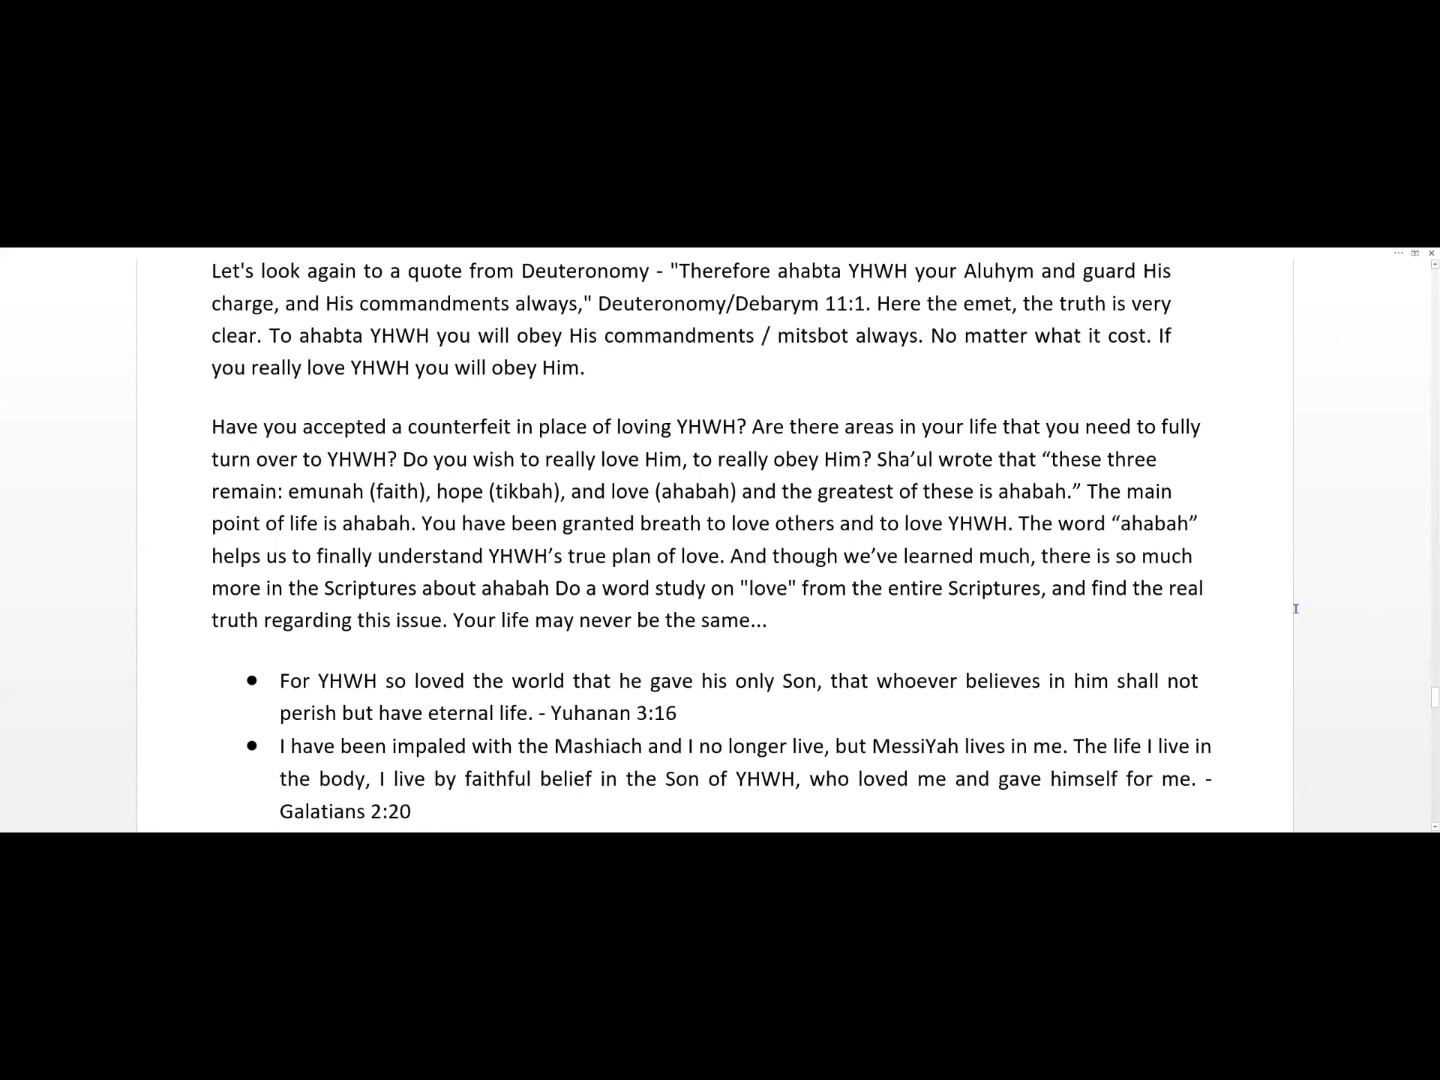 Let's look again to a quote from Deuteronomy - "Therefore ahabta YHWH your Aluhym and guard His
charge, and His commandments always," Deuteronomy/Debarym 11:1. Here the emet, the truth is very
clear. To ahabta YHWH you will obey His commandments / mitsbot always. No matter what it cost. If
you really love YHWH you will obey Him.
Have you accepted a counterfeit in place of loving YHWH? Are there areas in your life that you need to fully
turn over to YHWH? Do you wish to really love Him, to really obey Him? Sha’ul wrote that “these three
remain: emunah (faith), hope (tikbah), and love (ahabah) and the greatest of these is ahabah.” The main
point of life is ahabah. You have been granted breath to love others and to love YHWH. The word “ahabah”
helps us to finally understand YHWH’s true plan of love. And though we’ve learned much, there is so much
more in the Scriptures about ahabah Do a word study on "love" from the entire Scriptures, and find the real
truth regarding this issue. Your life may never be the same...
● For YHWH so loved the world that he gave his only Son, that whoever believes in him shall not
perish but have eternal life. - Yuhanan 3:16
● I have been impaled with the Mashiach and I no longer live, but MessiYah lives in me. The life I live in
the body, I live by faithful belief in the Son of YHWH, who loved me and gave himself for me. -
Galatians 2:20